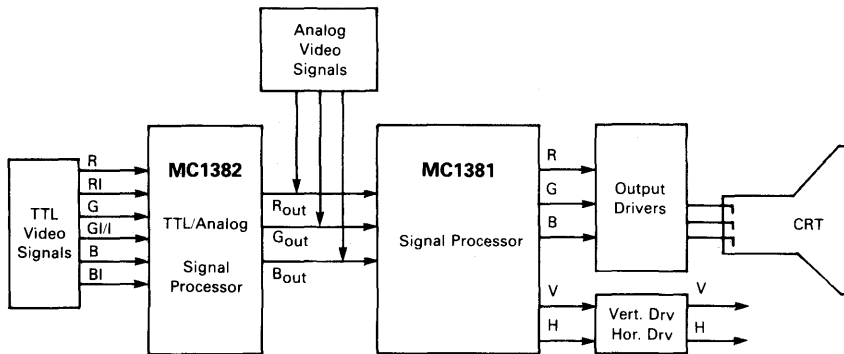 Analog
Video
Signals
TTL
Video
Signals
R
RI
G
GI/I
B
BI
MC1382
TTL/Analog
Signal
Processor
Rout
Gout
Bout
MC1381
Signal Processor
R
G
B
V
H
Output
Drivers
CRT
Vert. Drv
Hor. Drv
V
H